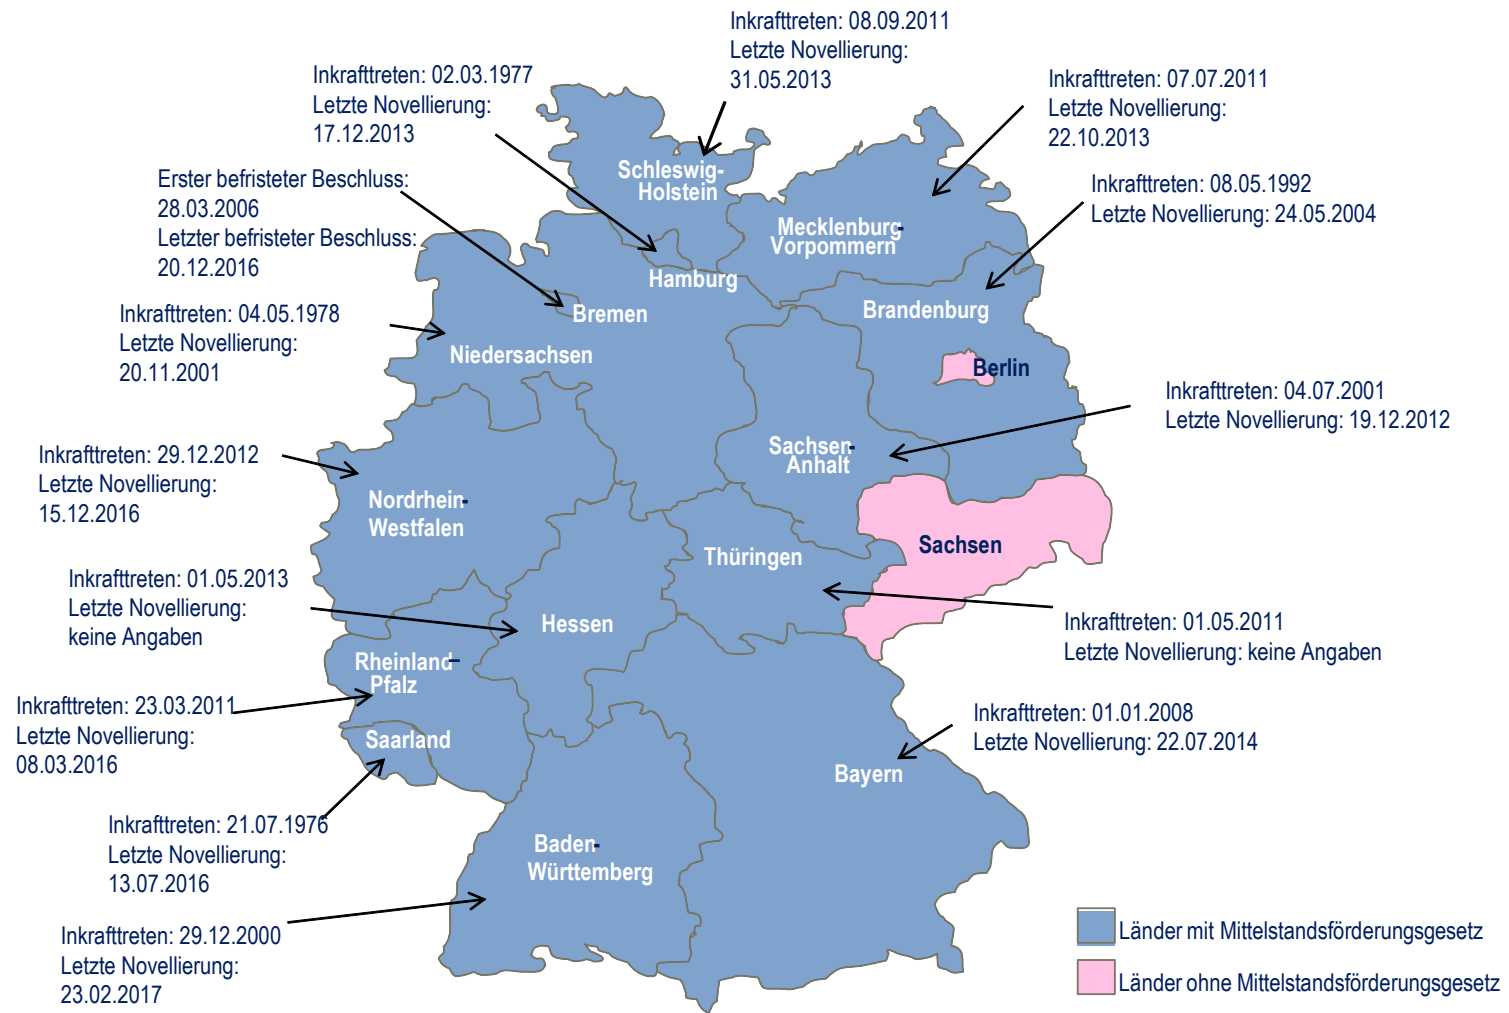 Inkrafttreten: 08.09.2011
Letzte Novellierung:
31.05.2013
Inkrafttreten: 02.03.1977
Letzte Novellierung:
17.12.2013
Inkrafttreten: 07.07.2011
Letzte Novellierung:
22.10.2013
Erster befristeter Beschluss:
28.03.2006
Letzter befristeter Beschluss:
20.12.2016
Inkrafttreten: 08.05.1992
Letzte Novellierung: 24.05.2004
Schleswig-
Holstein
Mecklenburg-
Vorpommern
Hamburg
Bremen
Brandenburg
Inkrafttreten: 04.05.1978
Letzte Novellierung:
20.11.2001
Niedersachsen
Berlin
Inkrafttreten: 04.07.2001
Letzte Novellierung: 19.12.2012
Sachsen-
Anhalt
Inkrafttreten: 29.12.2012
Letzte Novellierung:
15.12.2016
Nordrhein-
Westfalen
Thüringen
Sachsen
Inkrafttreten: 01.05.2013
Letzte Novellierung:
keine Angaben
Hessen
Inkrafttreten: 01.05.2011
Letzte Novellierung: keine Angaben
Rheinland-
Pfalz
Inkrafttreten: 23.03.2011
Letzte Novellierung:
08.03.2016
Saarland
Inkrafttreten: 01.01.2008
Letzte Novellierung: 22.07.2014
Bayern
Inkrafttreten: 21.07.1976
Letzte Novellierung:
13.07.2016
Baden-
Württemberg
Inkrafttreten: 29.12.2000
Letzte Novellierung:
23.02.2017
Länder mit Mittelstandsförderungsgesetz
Länder ohne Mittelstandsförderungsgesetz